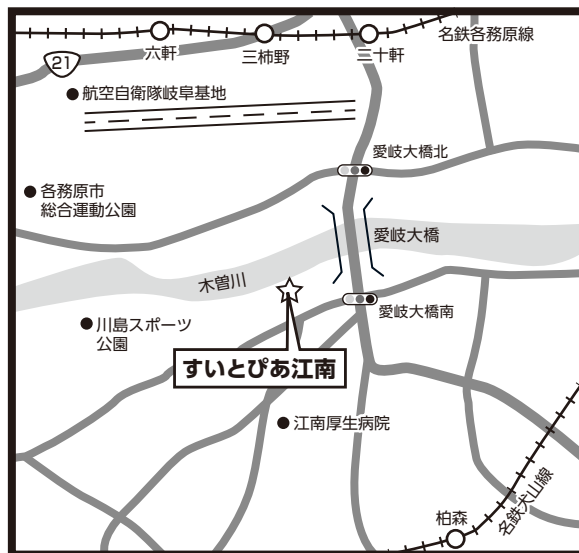 名鉄各務原線
六軒
三柿野
三十軒
21
航空自衛隊岐阜基地
愛岐大橋北
各務原市
総合運動公園
愛岐大橋
木曽川
愛岐大橋南
川島スポーツ
公園
すいとぴあ江南
江南厚生病院
名鉄犬山線
柏森